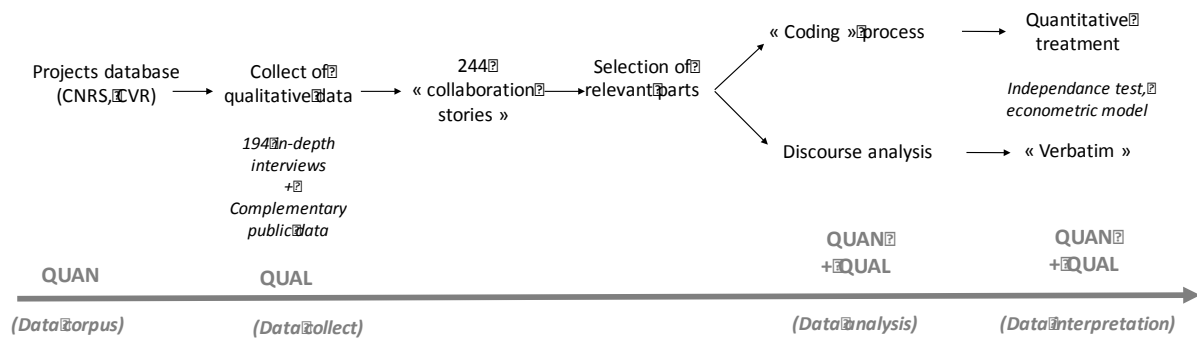 Projects database
(CNRS, CVR)
Collect of
qualitative data
194 in-depth
interviews
+
Complementary
public data
244
« collaboration
stories »
Selection of
relevant parts
« Coding » process
Quantitative
treatment
Independance test,
econometric model
Discourse analysis
« Verbatim »
QUAN
QUAL
QUAN
+ QUAL
QUAN
+ QUAL
(Data corpus)
(Data collect)
(Data analysis)
(Data interpretation)